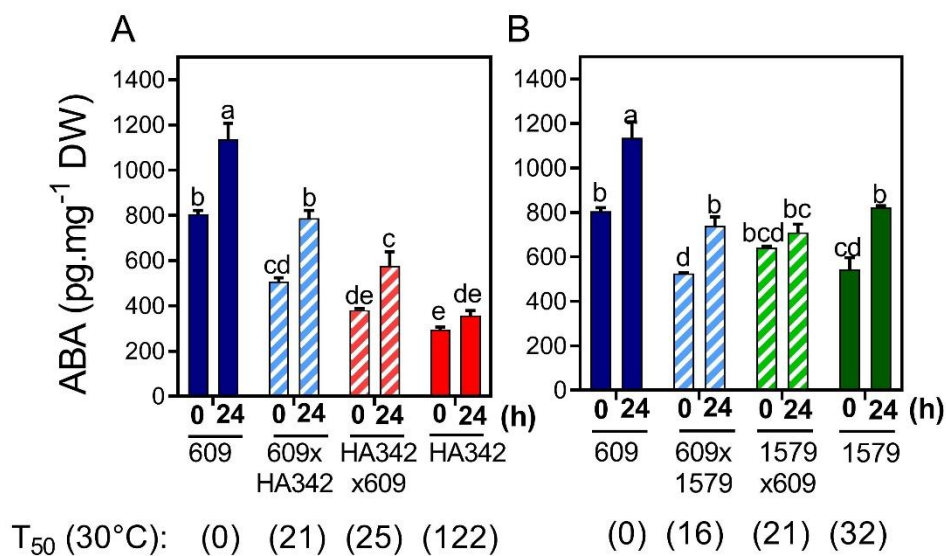 A
ABA (pg.mg⁻¹ DW)
1400
1200
1000
800
600
400
200
0
b a cd b de c e de
0 24 0 24 0 24 0 24 (h)
609 609x HA342 HA342
HA342 x609
B
1400
1200
1000
800
600
400
200
0
b a d b bcd bc cd b
0 24 0 24 0 24 0 24 (h)
609 609x 1579 1579
1579 x609
T₅₀ (30°C): (0) (21) (25) (122) (0) (16) (21) (32)